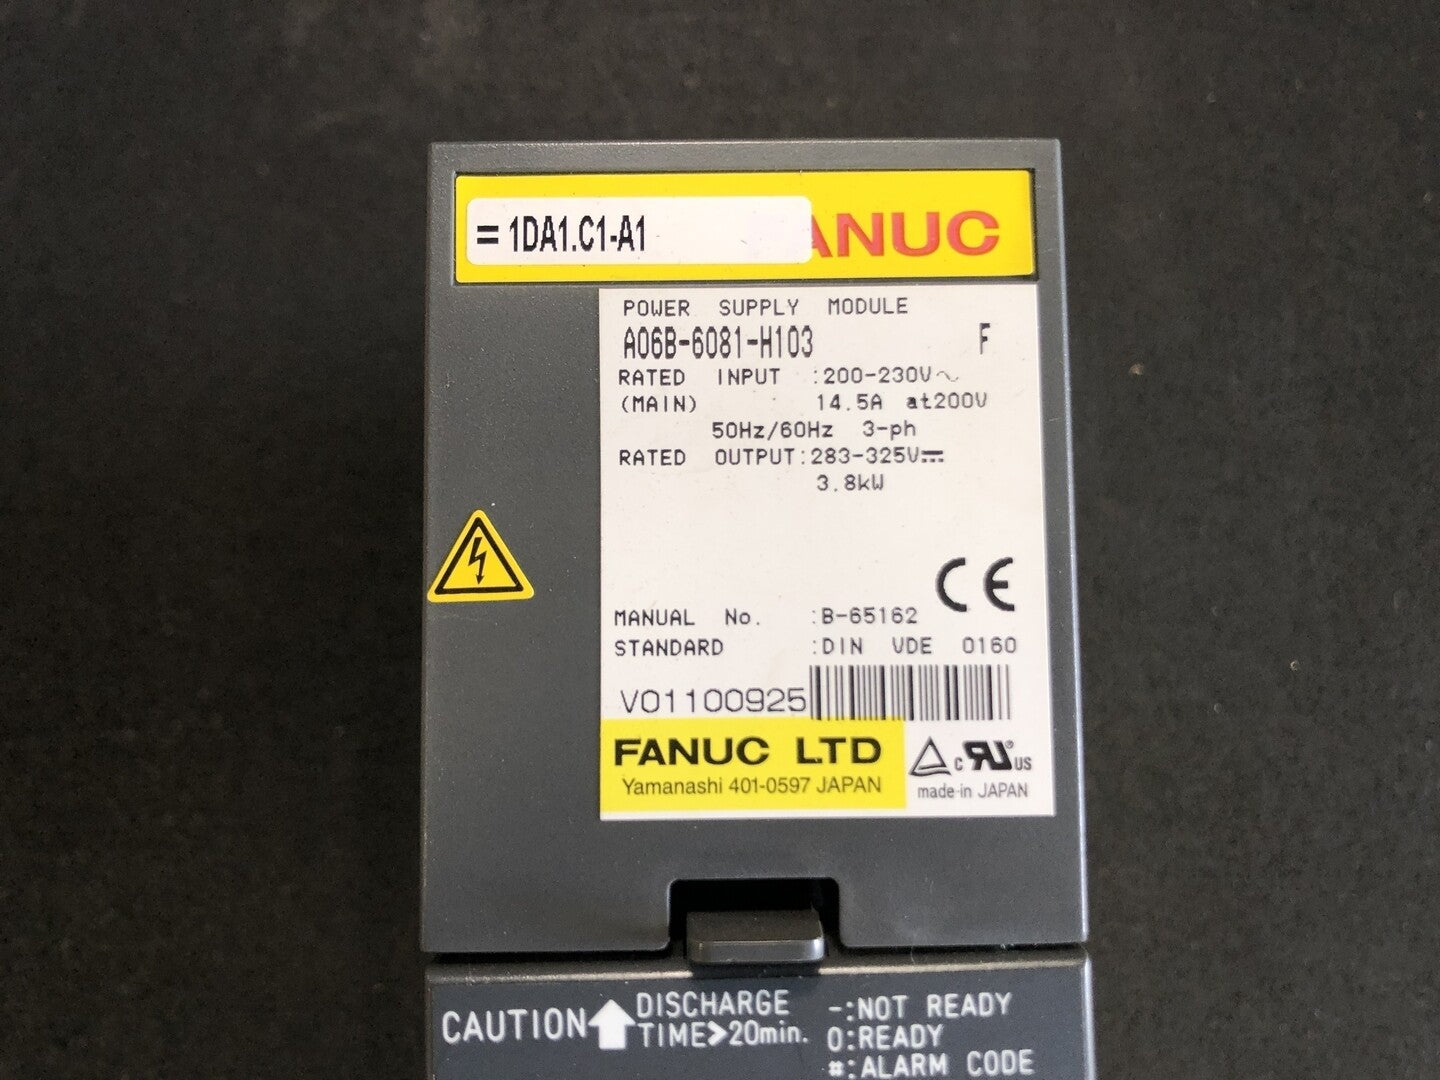 = 1DA1.C1-A1 ANUC
POWER SUPPLY MODULE
A06B-6081-H103 F
RATED INPUT :200-230V~
(MAIN) 14.5A at200V
50Hz/60Hz 3-ph
RATED OUTPUT:283-325V⎓
3.8kW
CE
MANUAL No. :B-65162
STANDARD :DIN VDE 0160
V01100925
FANUC LTD
Yamanashi 401-0597 JAPAN
c RU ® US
made in JAPAN
CAUTION DISCHARGE TIME>20min.
-:NOT READY
0:READY
#:ALARM CODE